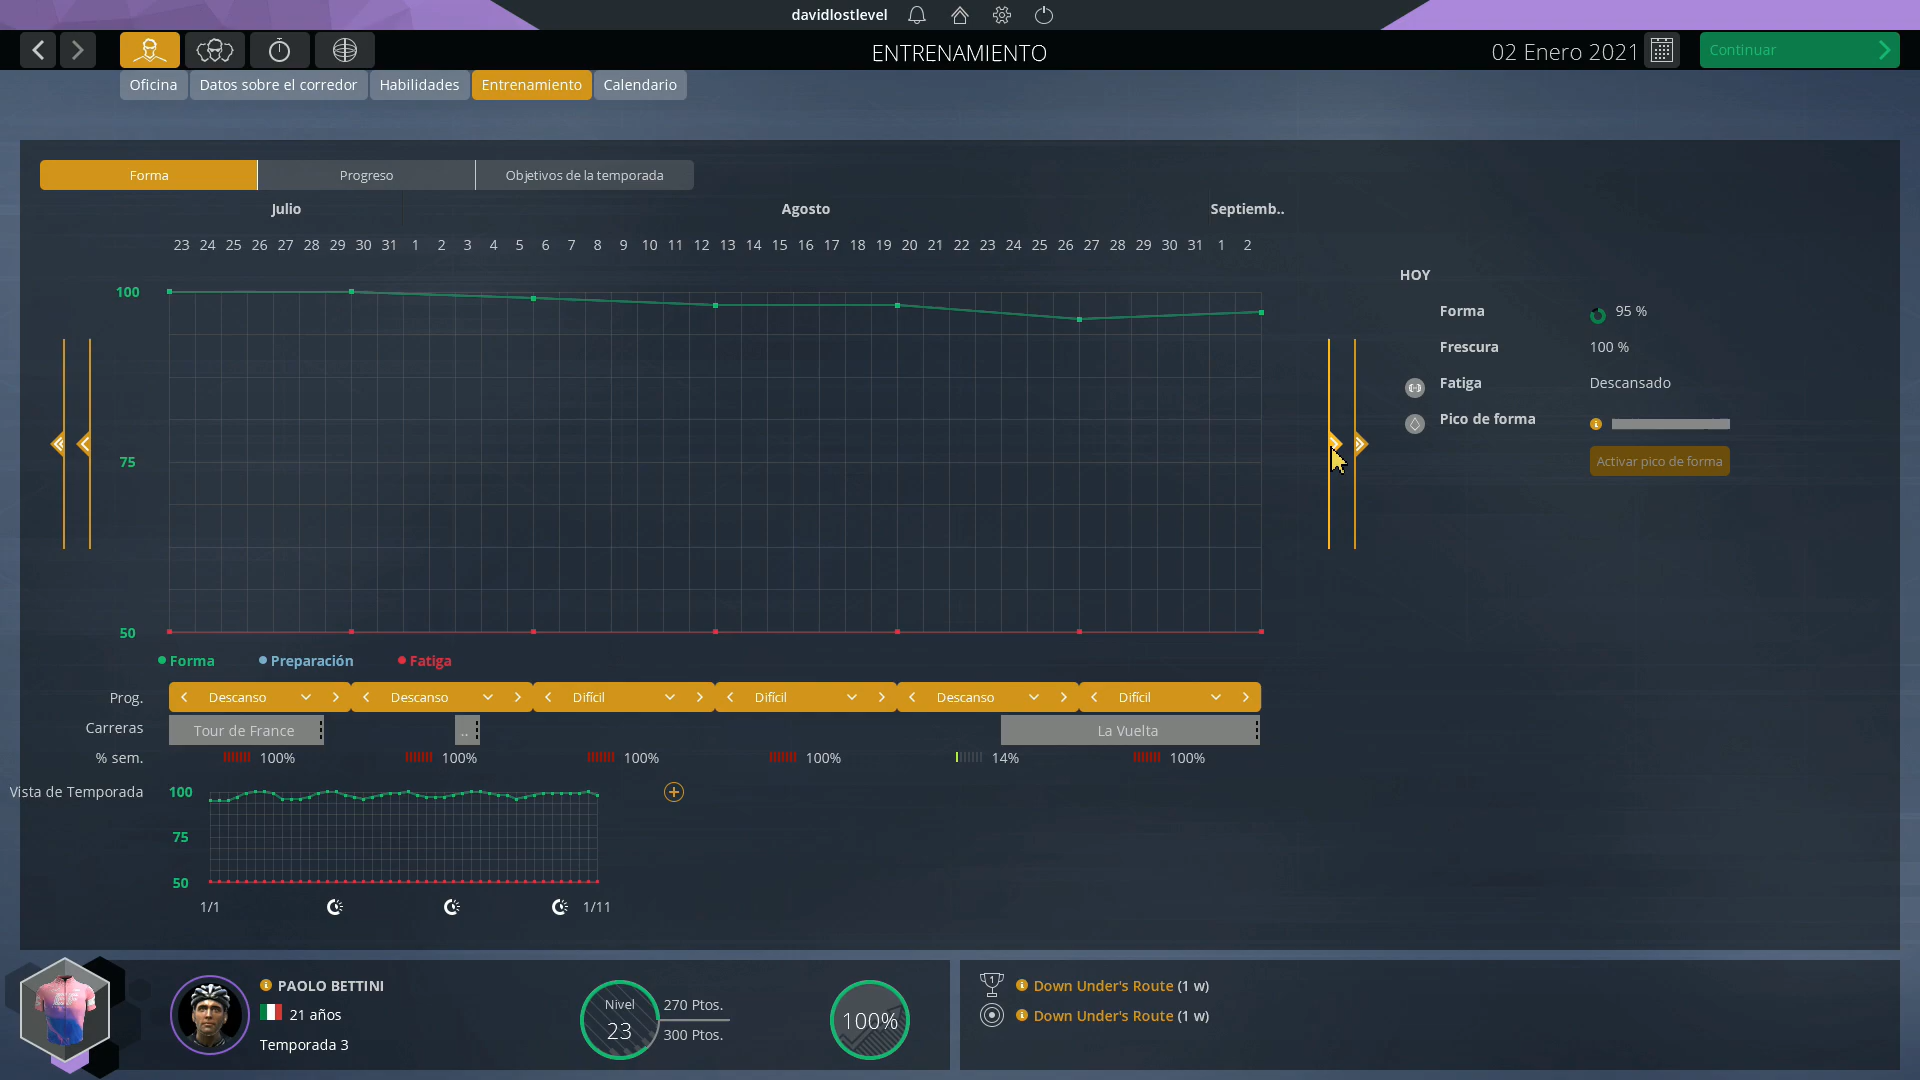 davidlostlevel
ENTRENAMIENTO
02 Enero 2021
Continuar
Oficina
Datos sobre el corredor
Habilidades
Entrenamiento
Calendario
Forma
Progreso
Objetivos de la temporada
Julio
Agosto
Septiemb..
23 24 25 26 27 28 29 30 31 1 2 3 4 5 6 7 8 9 10 11 12 13 14 15 16 17 18 19 20 21 22 23 24 25 26 27 28 29 30 31 1 2
100
75
50
HOY
Forma 95 %
Frescura 100 %
Fatiga Descansado
Pico de forma
Activar pico de forma
Forma Preparación Fatiga
Prog. Descanso Descanso Difícil Difícil Descanso Difícil
Carreras Tour de France .. La Vuelta
% sem. 100% 100% 100% 100% 14% 100%
Vista de Temporada
100
75
50
1/1 1/11
PAOLO BETTINI
21 años
Temporada 3
Nivel
23
270 Ptos.
300 Ptos.
100%
1
Down Under's Route (1 w)
Down Under's Route (1 w)